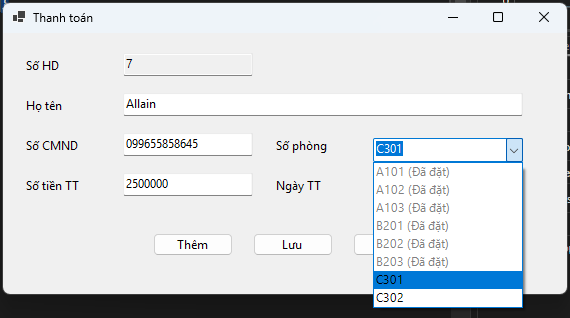 Thanh toán
Số HD 7
Họ tên Allain
Số CMND 099655858645 Số phòng C301
Số tiền TT 2500000 Ngày TT
A101 (Đã đặt)
A102 (Đã đặt)
A103 (Đã đặt)
B201 (Đã đặt)
B202 (Đã đặt)
B203 (Đã đặt)
C301
C302
Thêm Lưu